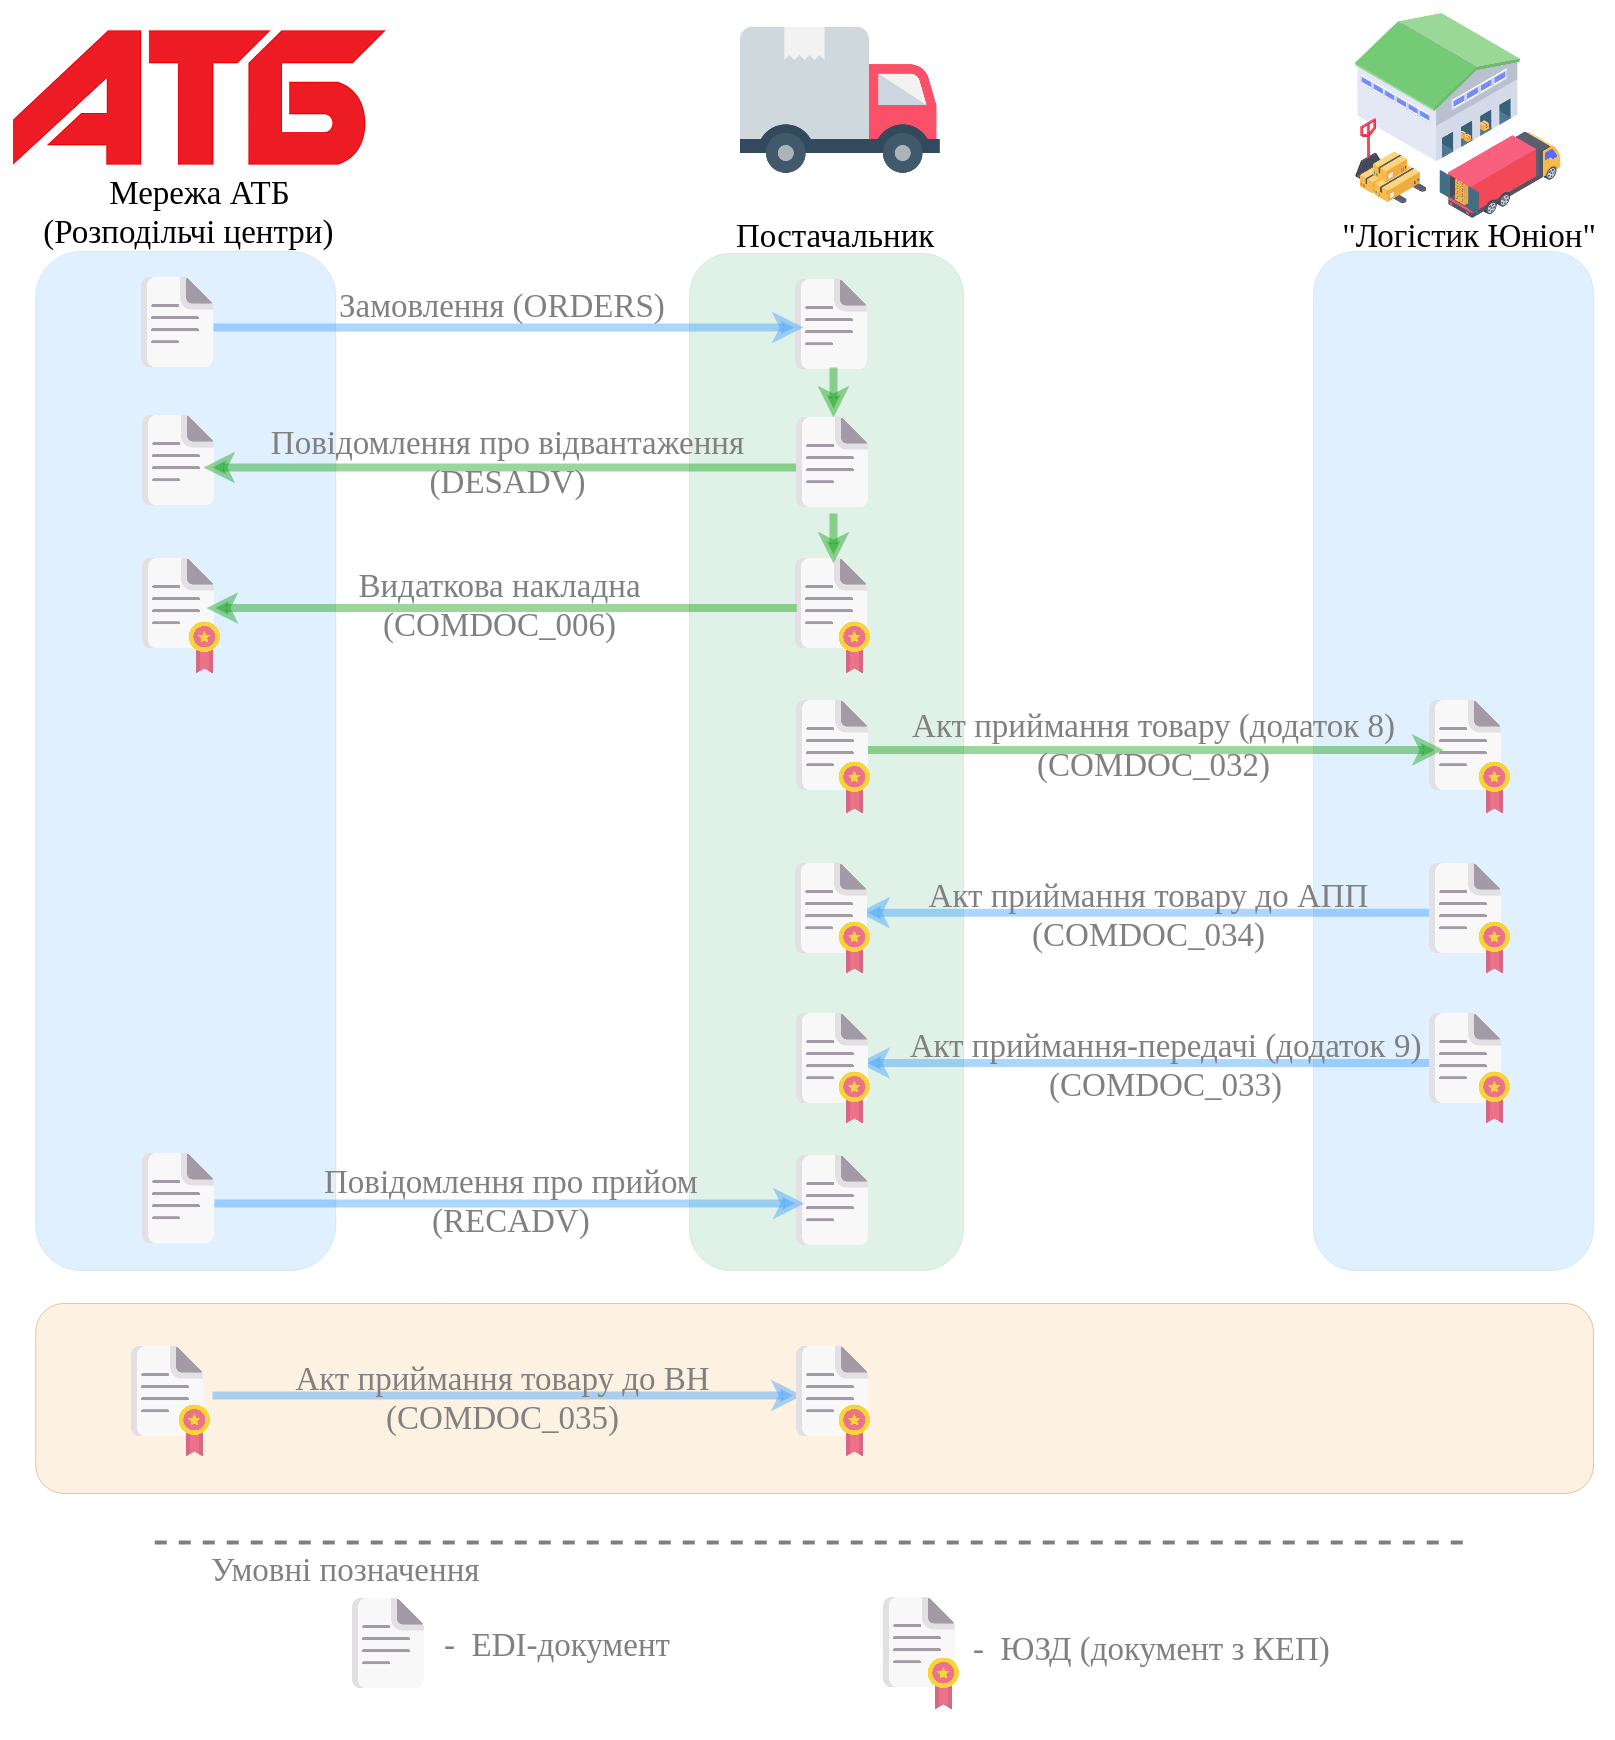 АТБ
Мережа АТБ
(Розподільчі центри)
Постачальник
"Логістик Юніон"
Замовлення (ORDERS)
Повідомлення про відвантаження
(DESADV)
Видаткова накладна
(COMDOC_006)
Акт приймання товару (додаток 8)
(COMDOC_032)
Акт приймання товару до АПП
(COMDOC_034)
Акт приймання-передачі (додаток 9)
(COMDOC_033)
Повідомлення про прийом
(RECADV)
Акт приймання товару до ВН
(COMDOC_035)
Умовні позначення
- EDI-документ
- ЮЗД (документ з КЕП)